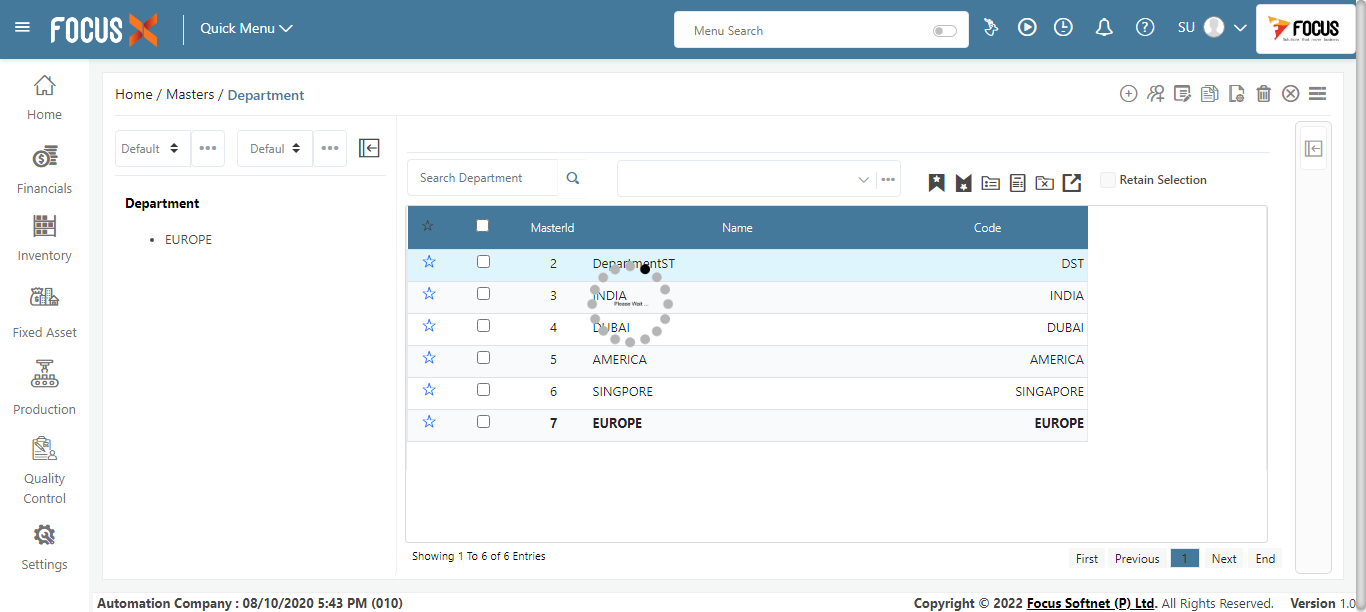 FOCUS X Quick Menu Menu Search SU FOCUS
Home / Masters / Department
Home
Financials
Inventory
Fixed Asset
Production
Quality
Control
Settings
Default ••• Defaul •••
Department
EUROPE
Search Department ••• Retain Selection
MasterId Name Code
2 DepartmentST DST
3 INDIA INDIA
Please Wait ...
4 DUBAI DUBAI
5 AMERICA AMERICA
6 SINGPORE SINGAPORE
7 EUROPE EUROPE
Showing 1 To 6 of 6 Entries
First Previous 1 Next End
Automation Company : 08/10/2020 5:43 PM (010) Copyright © 2022 Focus Softnet (P) Ltd. All Rights Reserved. Version 1.0